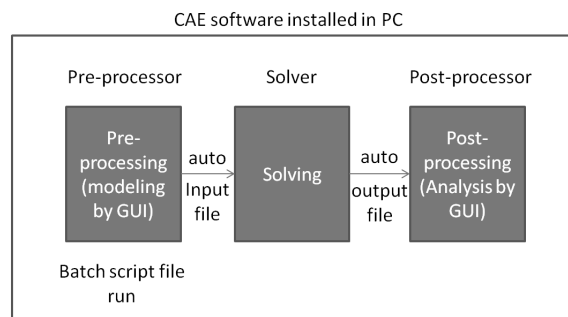 CAE software installed in PC
Pre-processor
Solver
Post-processor
Pre-
processing
(modeling
by GUI)
auto
Input
file
Solving
auto
output
file
Post-
processing
(Analysis by
GUI)
Batch script file
run